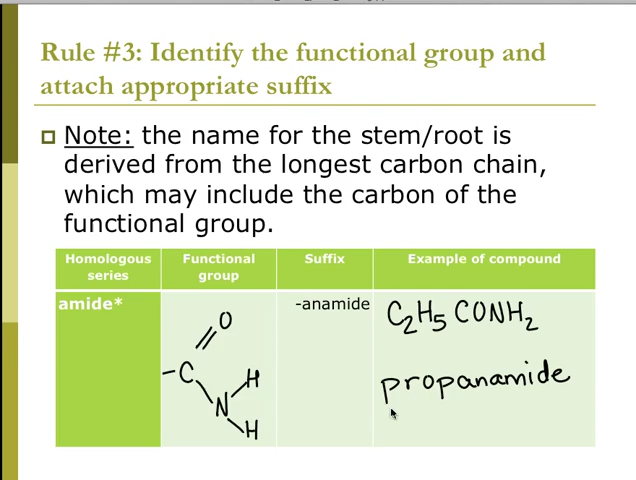 Rule #3: Identify the functional group and
attach appropriate suffix
Note: the name for the stem/root is
derived from the longest carbon chain,
which may include the carbon of the
functional group.
Homologous series
Functional group
Suffix
Example of compound
amide*
O
-C
H
N
H
-anamide
C₂H₅CONH₂
propanamide